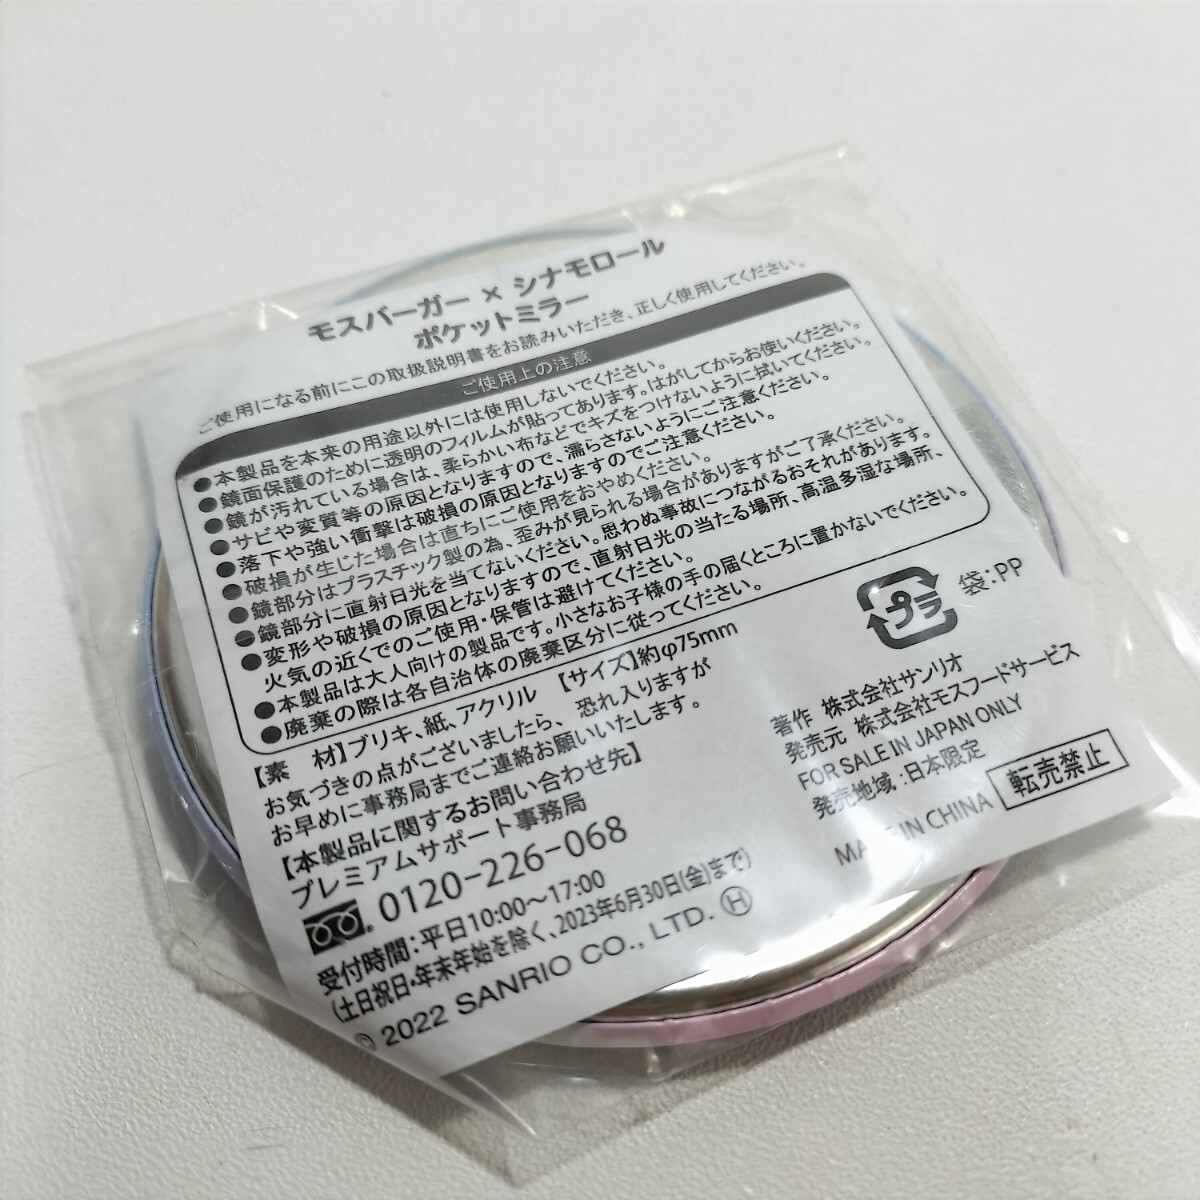 モスバーガー × シナモロール
ポケットミラー
ご使用になる前にこの取扱説明書をお読みいただき、正しく使用してください。
ご使用上の注意
●本製品を本来の用途以外には使用しないでください。
●鏡面保護のために透明のフィルムが貼ってあります。はがしてからお使いください。
●鏡が汚れている場合は、柔らかい布などでキズをつけないように拭いてください。
●サビや変質等の原因となりますので、濡らさないようにご注意ください。
●落下や強い衝撃は破損の原因となりますのでご注意ください。
●破損が生じた場合は直ちにご使用をおやめください。
●鏡部分はプラスチック製の為、歪みが見られる場合がありますがご了承ください。
●鏡部分に直射日光を当てないでください。思わぬ事故につながるおそれがあります。
●変形や破損の原因となりますので、直射日光の当たる場所、高温多湿な場所、
火気の近くでのご使用・保管は避けてください。
●本製品は大人向けの製品です。小さなお子様の手の届くところに置かないでください。
●廃棄の際は各自治体の廃棄区分に従ってください。
【素　材】ブリキ、紙、アクリル　【サイズ】約φ75mm
お気づきの点がございましたら、恐れ入りますが
お早めに事務局までご連絡お願いいたします。
【本製品に関するお問い合わせ先】
プレミアムサポート事務局
0120-226-068
受付時間：平日10:00〜17:00
(土日祝日・年末年始を除く、2023年6月30日(金)まで)
© 2022 SANRIO CO., LTD. Ⓗ
プラ
袋：PP
著作 株式会社サンリオ
発売元 株式会社モスフードサービス
FOR SALE IN JAPAN ONLY
発売地域：日本限定
MADE IN CHINA
転売禁止